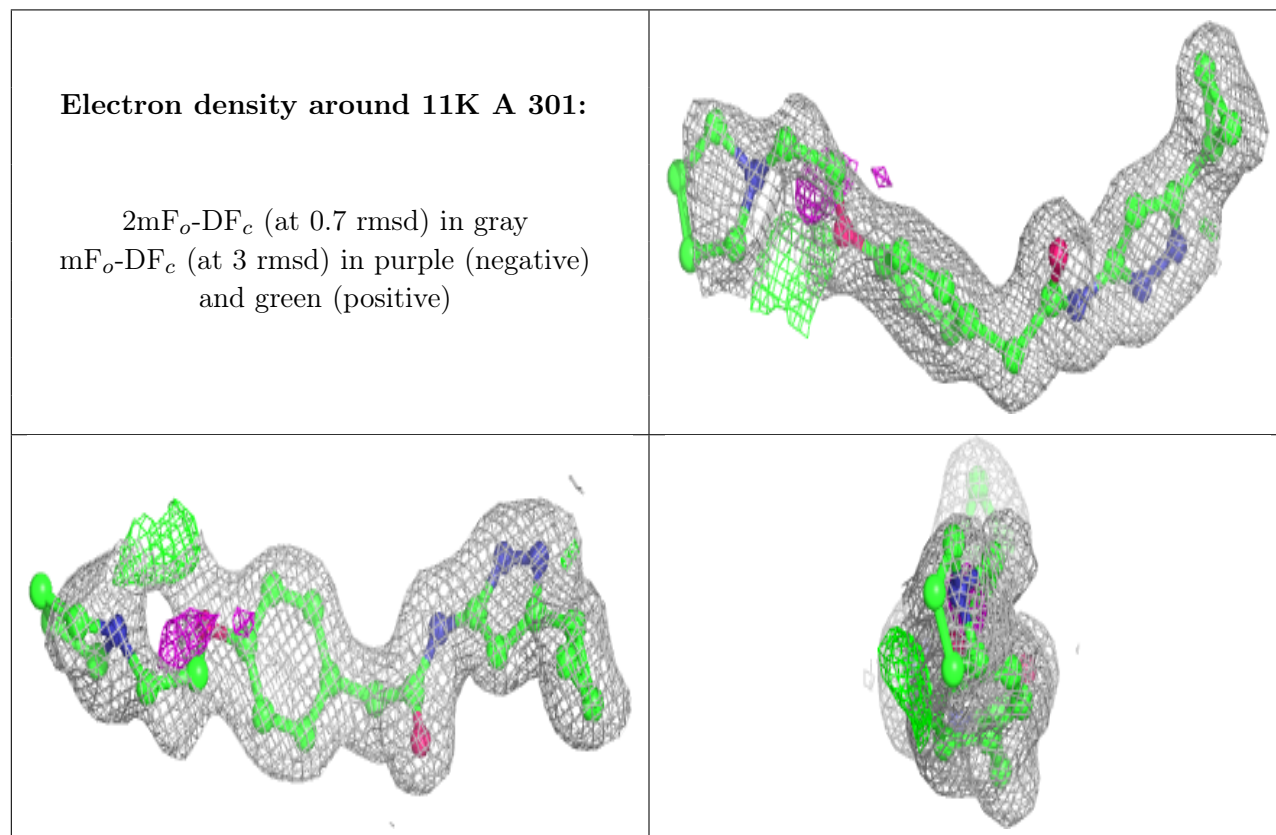 Electron density around 11K A 301:
2mFₒ-DF𝒸 (at 0.7 rmsd) in gray
mFₒ-DF𝒸 (at 3 rmsd) in purple (negative)
and green (positive)